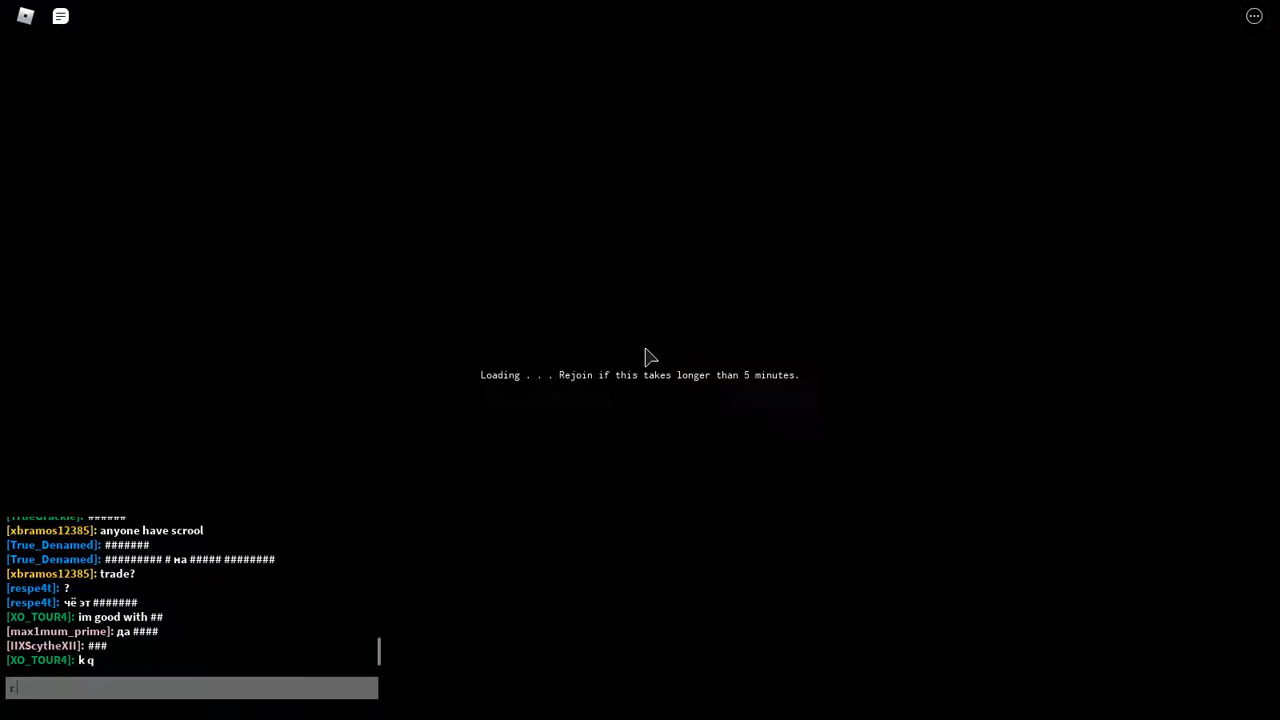 Loading . . . Rejoin if this takes longer than 5 minutes.
[TrueGrackle]: ######
[xbramos12385]: anyone have scrool
[True_Denamed]: #######
[True_Denamed]: ######### # на ##### ########
[xbramos12385]: trade?
[respe4t]: ?
[respe4t]: чё эт #######
[XO_TOUR4]: im good with ##
[max1mum_prime]: да ####
[IIXScytheXII]: ###
[XO_TOUR4]: k q
r